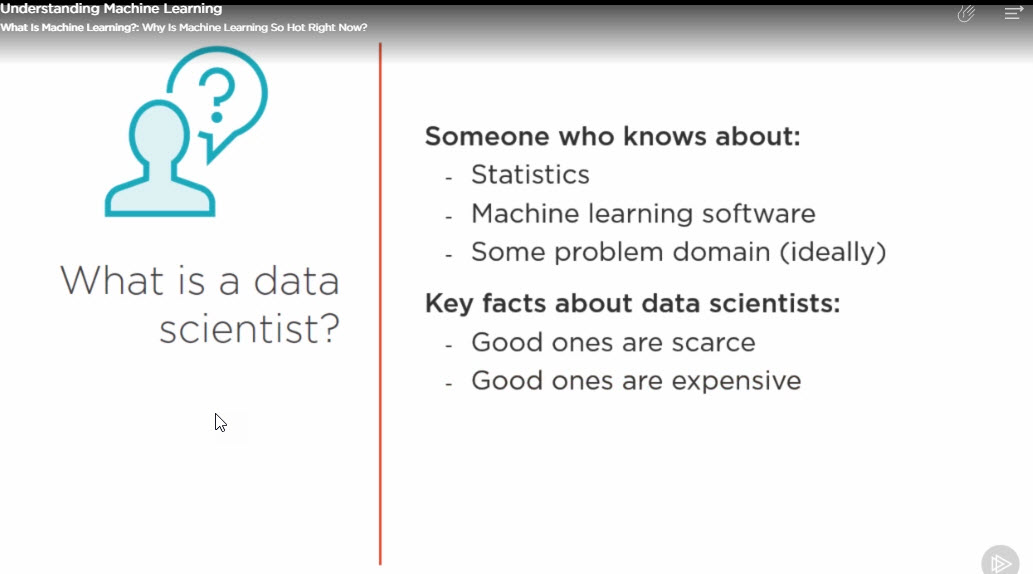 Understanding Machine Learning
What Is Machine Learning?: Why Is Machine Learning So Hot Right Now?
?
What is a data
scientist?
Someone who knows about:
- Statistics
- Machine learning software
- Some problem domain (ideally)
Key facts about data scientists:
- Good ones are scarce
- Good ones are expensive